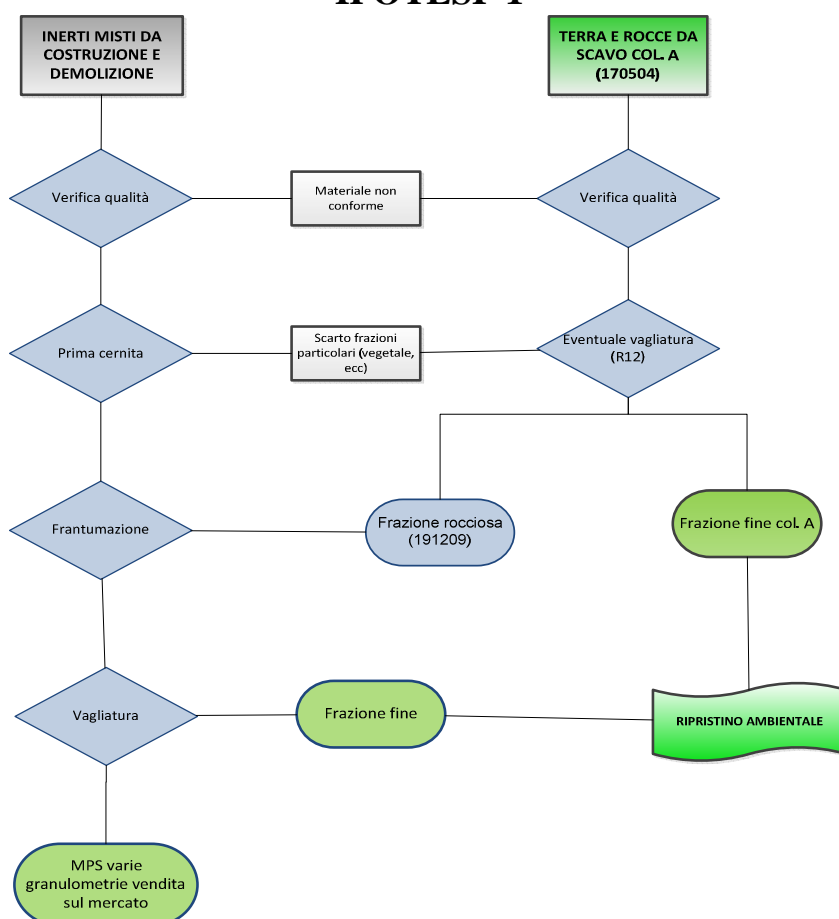 IPOTESI 1
INERTI MISTI DA
COSTRUZIONE E
DEMOLIZIONE
TERRA E ROCCE DA
SCAVO COL. A
(170504)
Verifica qualità
Materiale non
conforme
Verifica qualità
Prima cernita
Scarto frazioni
particolari (vegetale,
ecc)
Eventuale vagliatura
(R12)
Frantumazione
Frazione rocciosa
(191209)
Frazione fine col. A
Vagliatura
Frazione fine
RIPRISTINO AMBIENTALE
MPS varie
granulometrie vendita
sul mercato